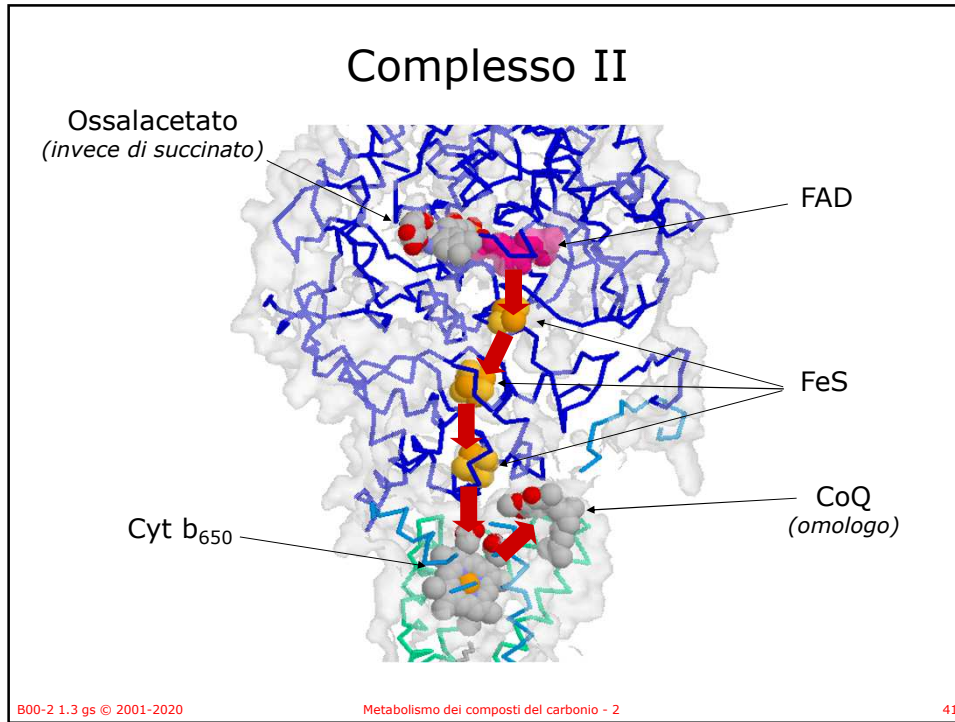 Complesso II
Ossalacetato
(invece di succinato)
FAD
FeS
CoQ
(omologo)
Cyt b650
B00-2 1.3 gs © 2001-2020
Metabolismo dei composti del carbonio - 2
41